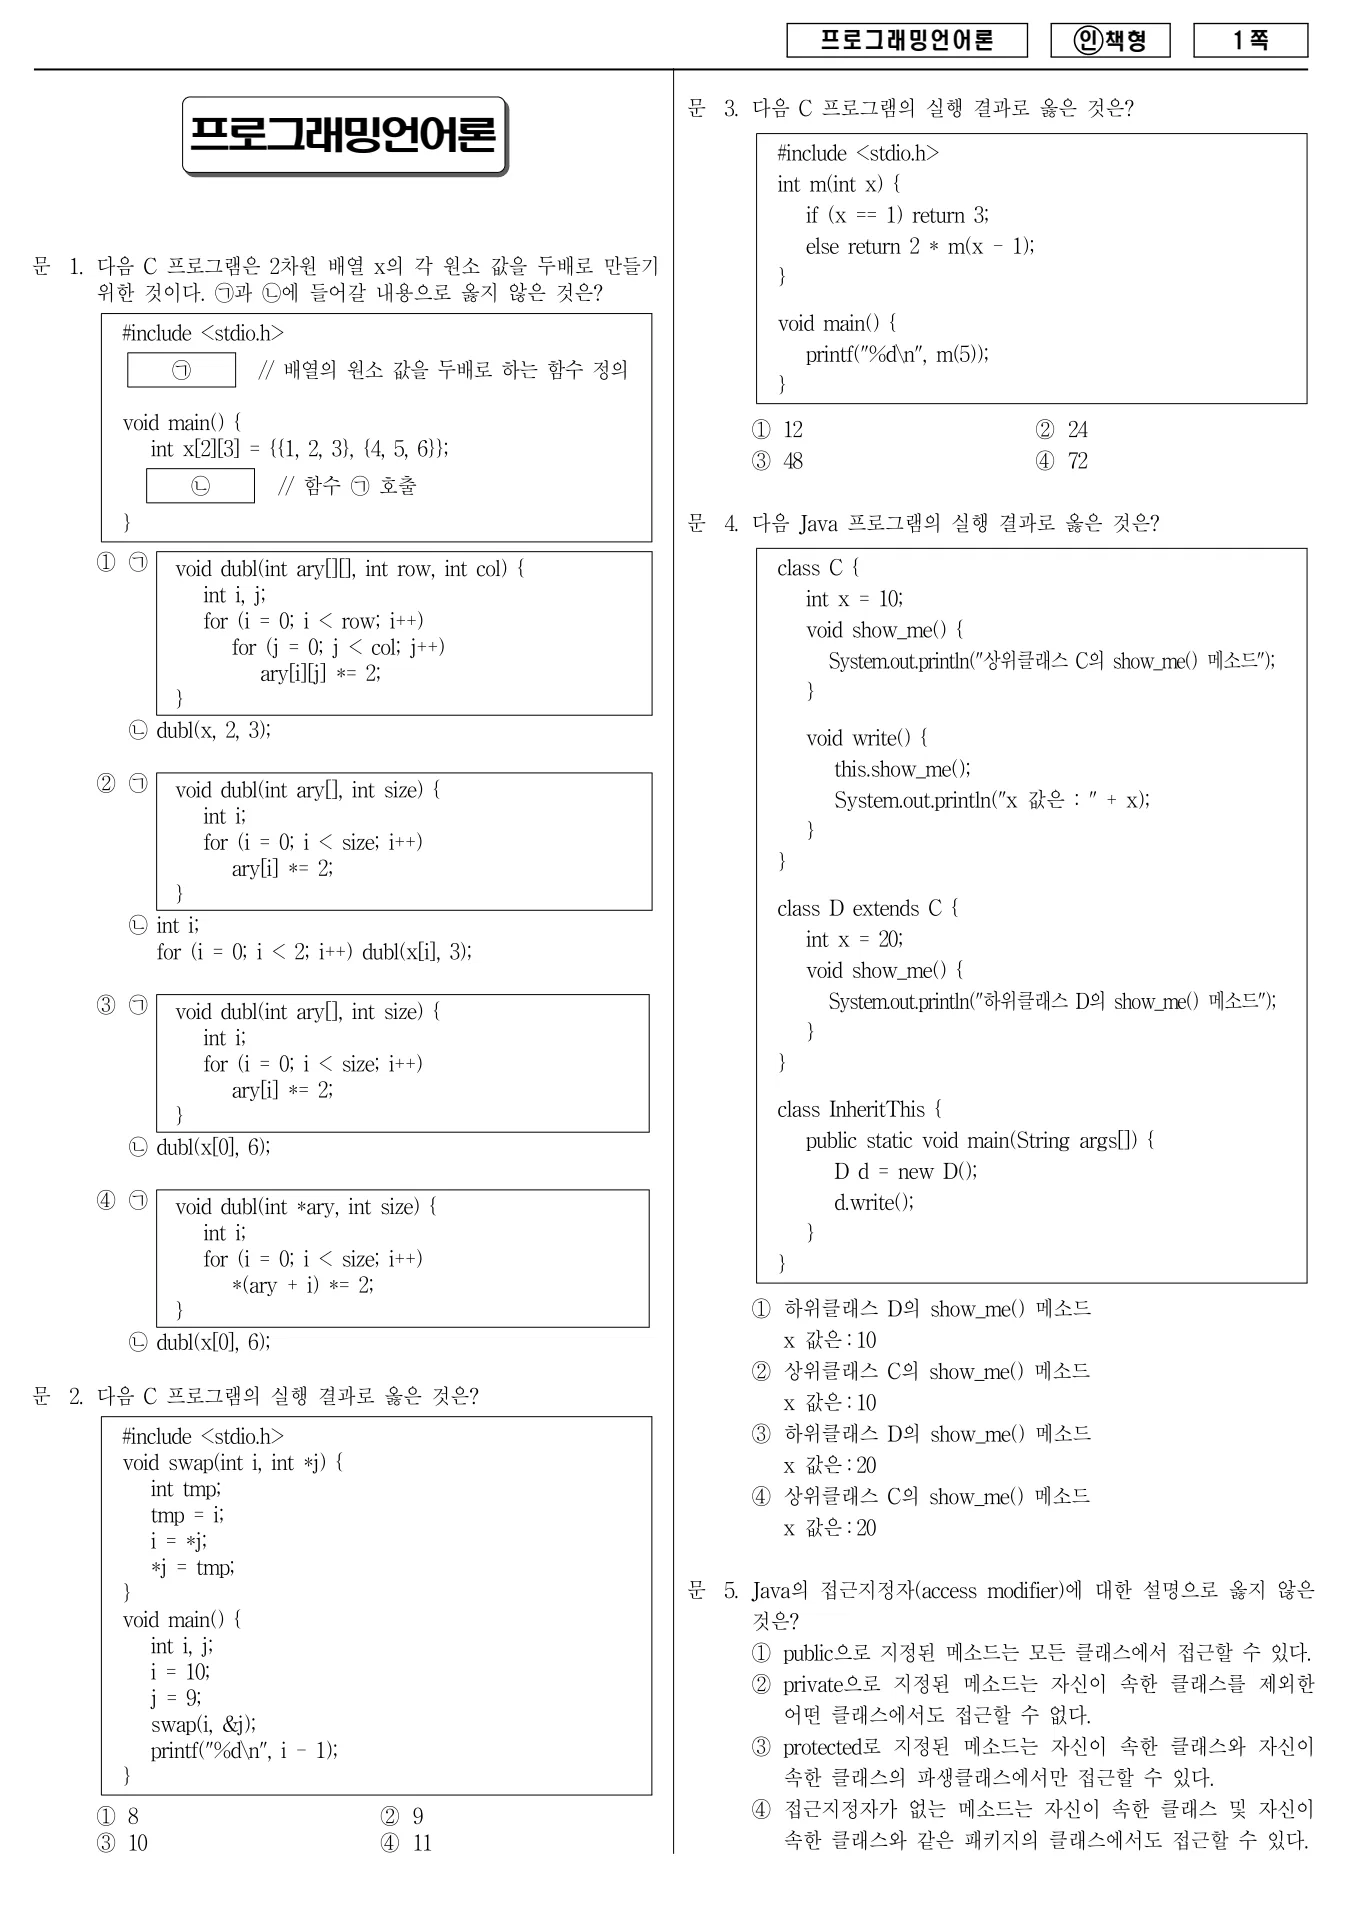 프로그래밍언어론
인책형
1쪽
프로그래밍언어론
문 1. 다음 C 프로그램은 2차원 배열 x의 각 원소 값을 두배로 만들기
위한 것이다. ㉠과 ㉡에 들어갈 내용으로 옳지 않은 것은?
#include <stdio.h>
㉠ // 배열의 원소 값을 두배로 하는 함수 정의
void main() {
int x[2][3] = {{1, 2, 3}, {4, 5, 6}};
㉡ // 함수 ㉠ 호출
}
① ㉠ void dubl(int ary[][], int row, int col) {
int i, j;
for (i = 0; i < row; i++)
for (j = 0; j < col; j++)
ary[i][j] *= 2;
}
㉡ dubl(x, 2, 3);
② ㉠ void dubl(int ary[], int size) {
int i;
for (i = 0; i < size; i++)
ary[i] *= 2;
}
㉡ int i;
for (i = 0; i < 2; i++) dubl(x[i], 3);
③ ㉠ void dubl(int ary[], int size) {
int i;
for (i = 0; i < size; i++)
ary[i] *= 2;
}
㉡ dubl(x[0], 6);
④ ㉠ void dubl(int *ary, int size) {
int i;
for (i = 0; i < size; i++)
*(ary + i) *= 2;
}
㉡ dubl(x[0], 6);
문 2. 다음 C 프로그램의 실행 결과로 옳은 것은?
#include <stdio.h>
void swap(int i, int *j) {
int tmp;
tmp = i;
i = *j;
*j = tmp;
}
void main() {
int i, j;
i = 10;
j = 9;
swap(i, &j);
printf("%d\n", i - 1);
}
① 8 ② 9
③ 10 ④ 11
문 3. 다음 C 프로그램의 실행 결과로 옳은 것은?
#include <stdio.h>
int m(int x) {
if (x == 1) return 3;
else return 2 * m(x - 1);
}
void main() {
printf("%d\n", m(5));
}
① 12 ② 24
③ 48 ④ 72
문 4. 다음 Java 프로그램의 실행 결과로 옳은 것은?
class C {
int x = 10;
void show_me() {
System.out.println("상위클래스 C의 show_me() 메소드");
}
void write() {
this.show_me();
System.out.println("x 값은 : " + x);
}
}
class D extends C {
int x = 20;
void show_me() {
System.out.println("하위클래스 D의 show_me() 메소드");
}
}
class InheritThis {
public static void main(String args[]) {
D d = new D();
d.write();
}
}
① 하위클래스 D의 show_me() 메소드
x 값은 : 10
② 상위클래스 C의 show_me() 메소드
x 값은 : 10
③ 하위클래스 D의 show_me() 메소드
x 값은 : 20
④ 상위클래스 C의 show_me() 메소드
x 값은 : 20
문 5. Java의 접근지정자(access modifier)에 대한 설명으로 옳지 않은
것은?
① public으로 지정된 메소드는 모든 클래스에서 접근할 수 있다.
② private으로 지정된 메소드는 자신이 속한 클래스를 제외한
어떤 클래스에서도 접근할 수 없다.
③ protected로 지정된 메소드는 자신이 속한 클래스와 자신이
속한 클래스의 파생클래스에서만 접근할 수 있다.
④ 접근지정자가 없는 메소드는 자신이 속한 클래스 및 자신이
속한 클래스와 같은 패키지의 클래스에서도 접근할 수 있다.